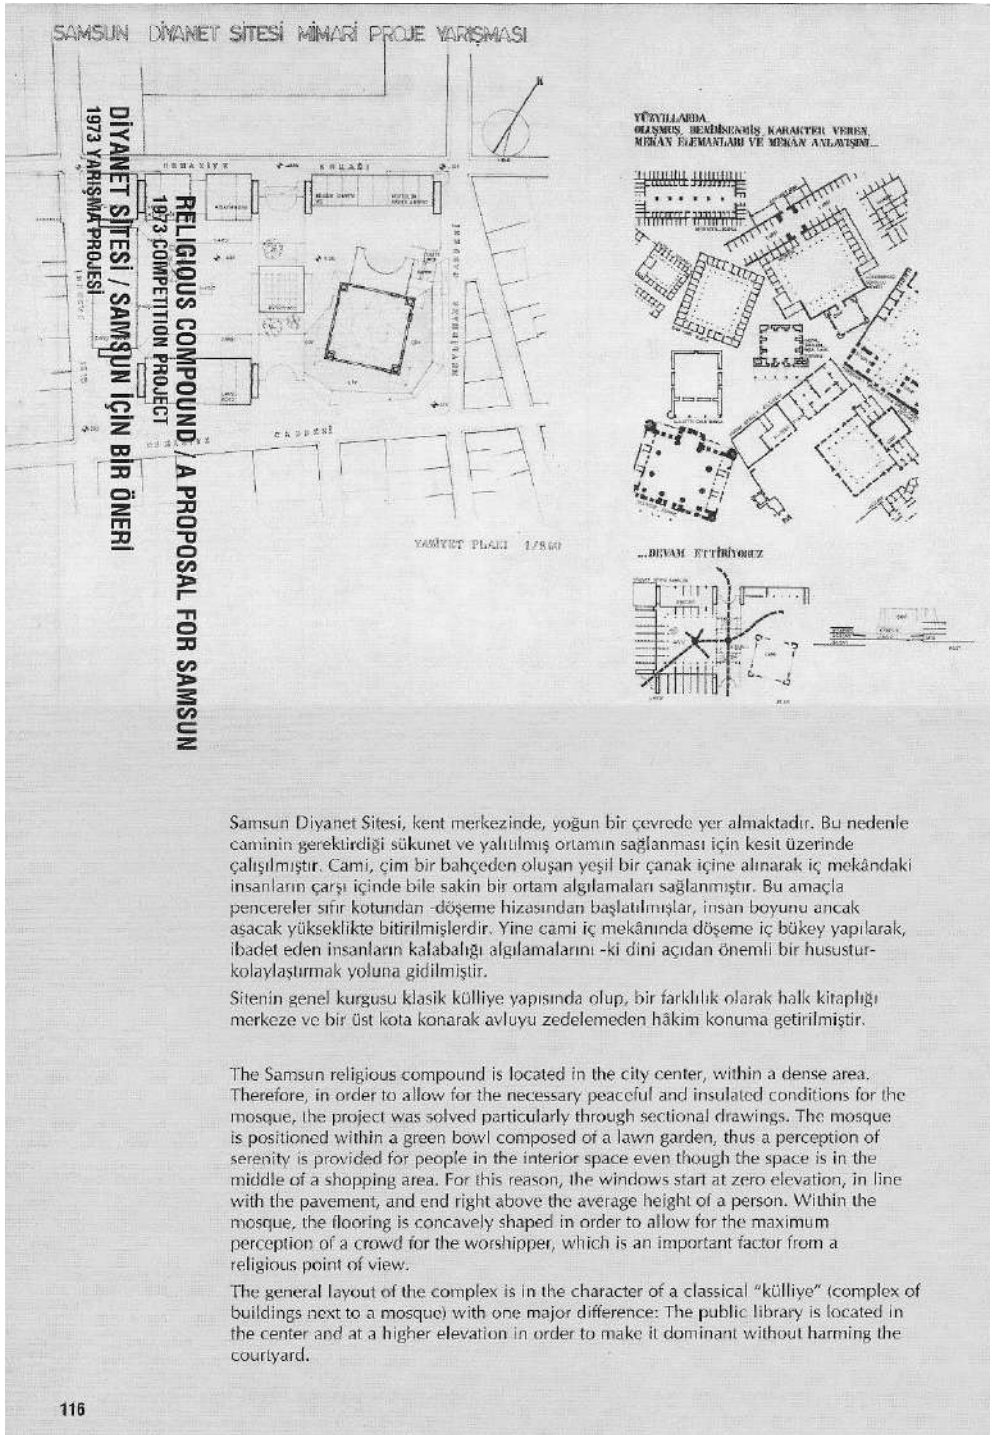 SAMSUN DİYANET SİTESİ MİMARİ PROJE YARIŞMASI
DİYANET SİTESİ / SAMSUN İÇİN BİR ÖNERİ
1973 YARIŞMA PROJESİ
RELIGIOUS COMPOUND / A PROPOSAL FOR SAMSUN
1973 COMPETITION PROJECT
K
CADDESİ
VAZİYET PLANI 1/800
YÜZYILLARDA
OLUŞMUŞ, BENİMSENMİŞ, KARAKTER VEREN,
MEKAN ELEMANLARI VE MEKAN ANLAYIŞINI...
...DEVAM ETTİRİYORUZ
Samsun Diyanet Sitesi, kent merkezinde, yoğun bir çevrede yer almaktadır. Bu nedenle
caminin gerektirdiği sükunet ve yalıtılmış ortamın sağlanması için kesit üzerinde
çalışılmıştır. Cami, çim bir bahçeden oluşan yeşil bir çanak içine alınarak iç mekândaki
insanların çarşı içinde bile sakin bir ortam algılamaları sağlanmıştır. Bu amaçla
pencereler sıfır kotundan -döşeme hizasından başlatılmışlar, insan boyunu ancak
aşacak yükseklikte bitirilmişlerdir. Yine cami iç mekânında döşeme iç bükey yapılarak,
ibadet eden insanların kalabalığı algılamalarını -ki dini açıdan önemli bir husustur-
kolaylaştırmak yoluna gidilmiştir.
Sitenin genel kurgusu klasik külliye yapısında olup, bir farklılık olarak halk kitaplığı
merkeze ve bir üst kota konarak avluyu zedelemeden hâkim konuma getirilmiştir.
The Samsun religious compound is located in the city center, within a dense area.
Therefore, in order to allow for the necessary peaceful and insulated conditions for the
mosque, the project was solved particularly through sectional drawings. The mosque
is positioned within a green bowl composed of a lawn garden, thus a perception of
serenity is provided for people in the interior space even though the space is in the
middle of a shopping area. For this reason, the windows start at zero elevation, in line
with the pavement, and end right above the average height of a person. Within the
mosque, the flooring is concavely shaped in order to allow for the maximum
perception of a crowd for the worshipper, which is an important factor from a
religious point of view.
The general layout of the complex is in the character of a classical "külliye" (complex of
buildings next to a mosque) with one major difference: The public library is located in
the center and at a higher elevation in order to make it dominant without harming the
courtyard.
116